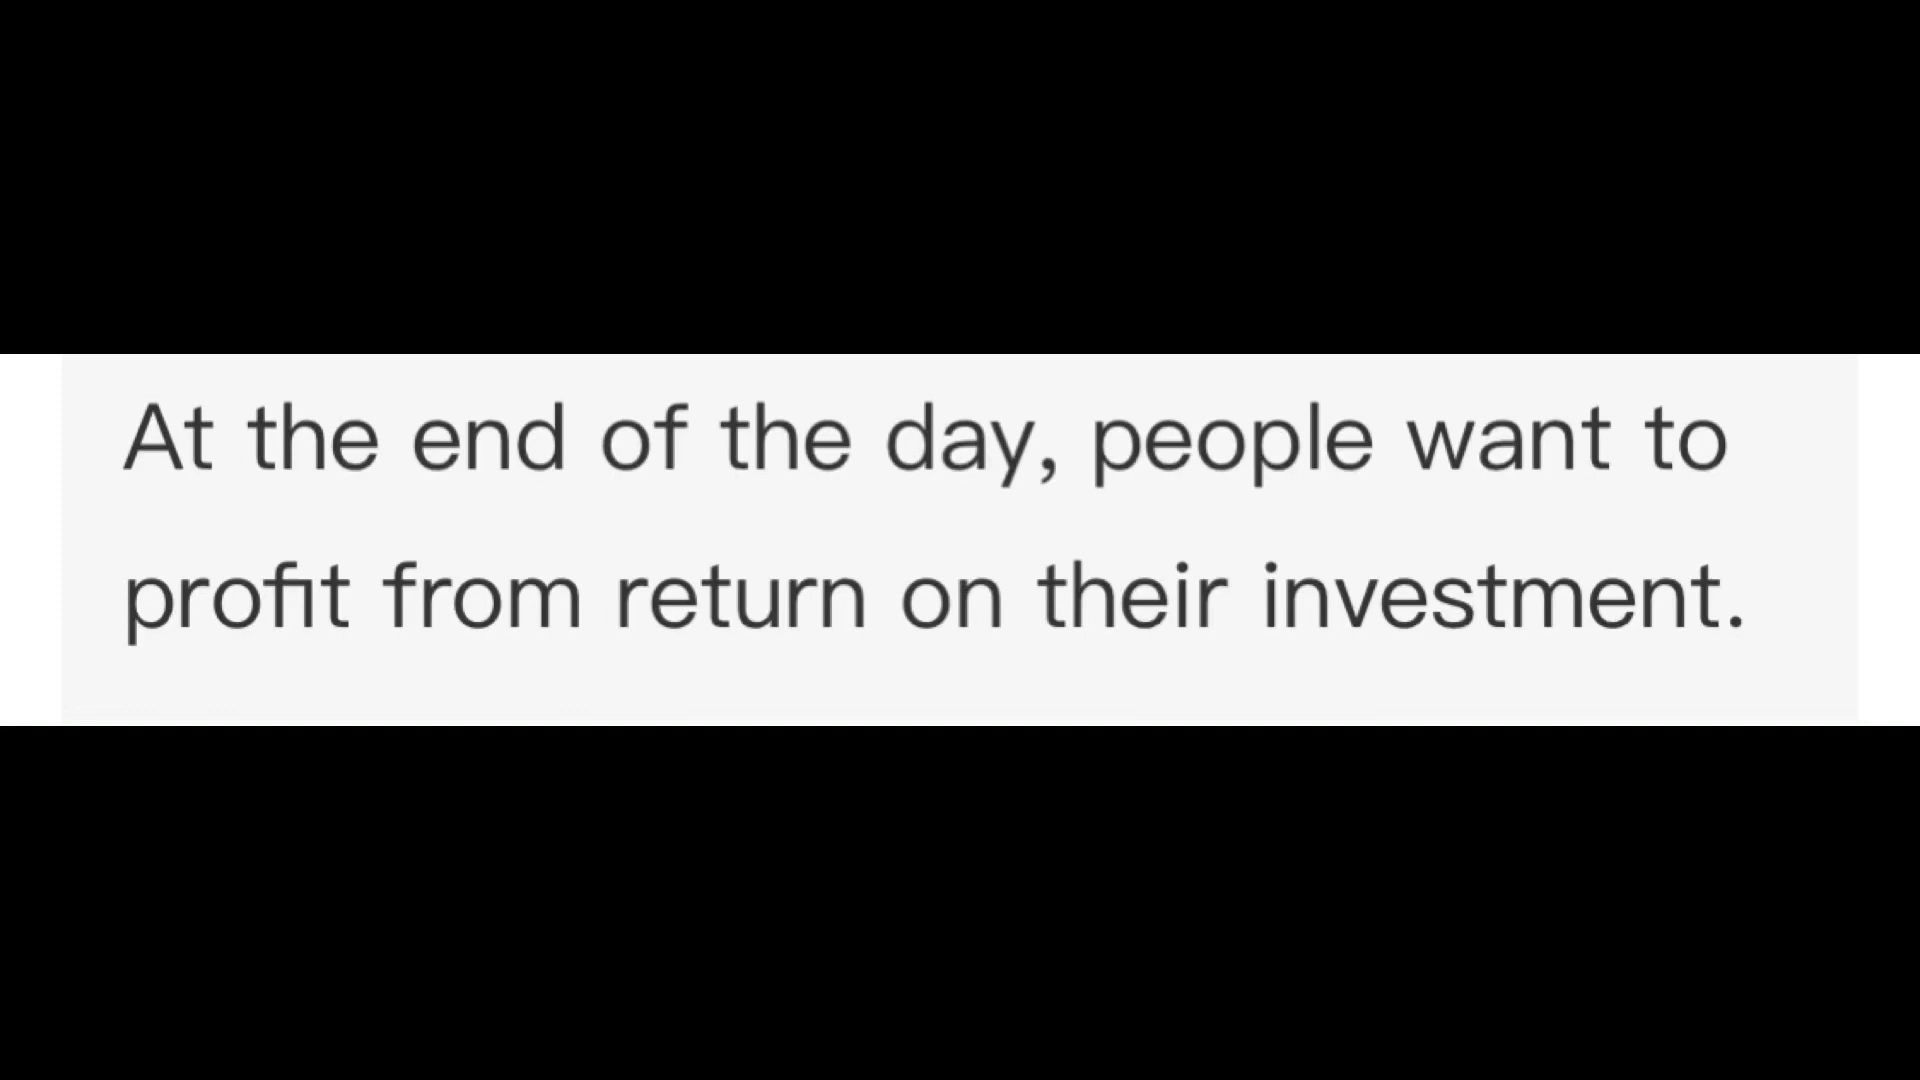 At the end of the day, people want to
profit from return on their investment.